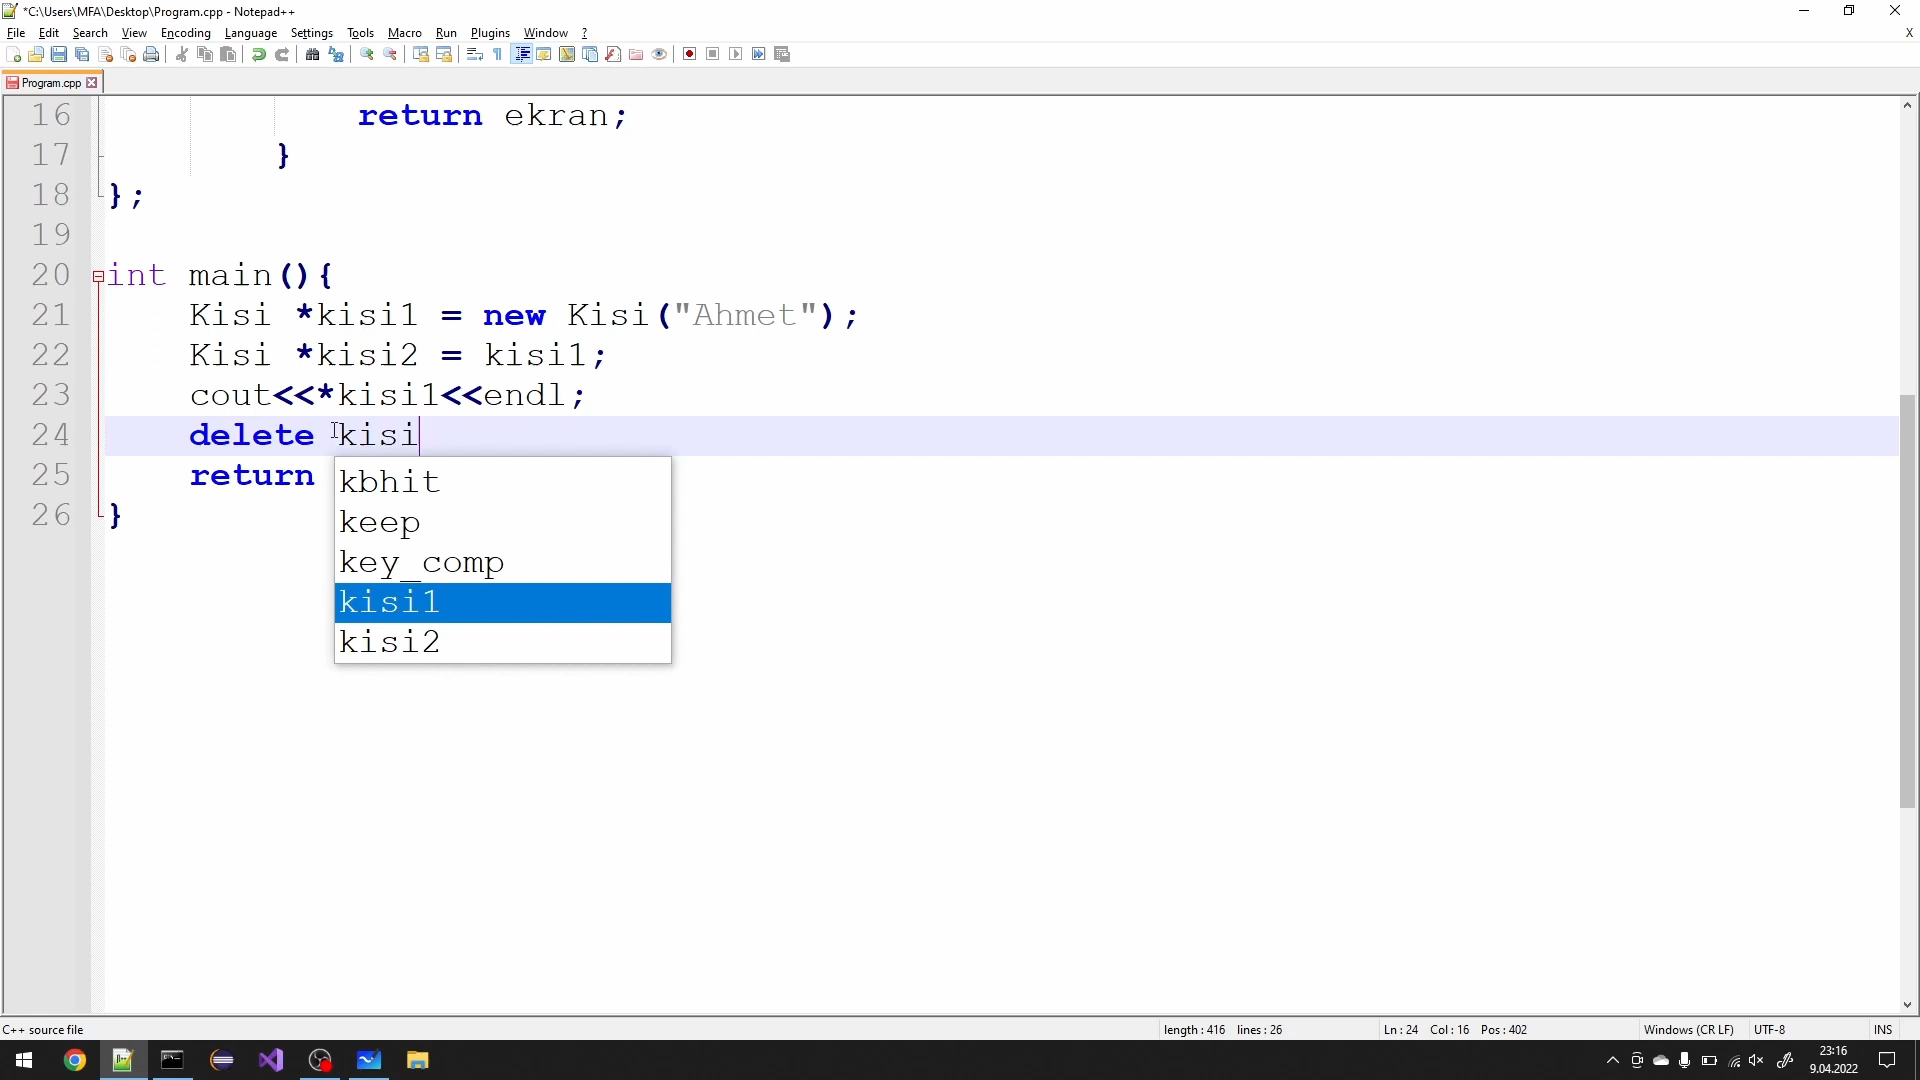 *C:\Users\MFA\Desktop\Program.cpp - Notepad++
File Edit Search View Encoding Language Settings Tools Macro Run Plugins Window ? X
Program.cpp
16 return ekran;
17 }
18 };
19
20 int main(){
21 Kisi *kisi1 = new Kisi("Ahmet");
22 Kisi *kisi2 = kisi1;
23 cout<<*kisi1<<endl;
24 delete kisi
25 return
26 }
kbhit
keep
key_comp
kisi1
kisi2
C++ source file length : 416 lines : 26 Ln : 24 Col : 16 Pos : 402 Windows (CR LF) UTF-8 INS
23:16
9.04.2022